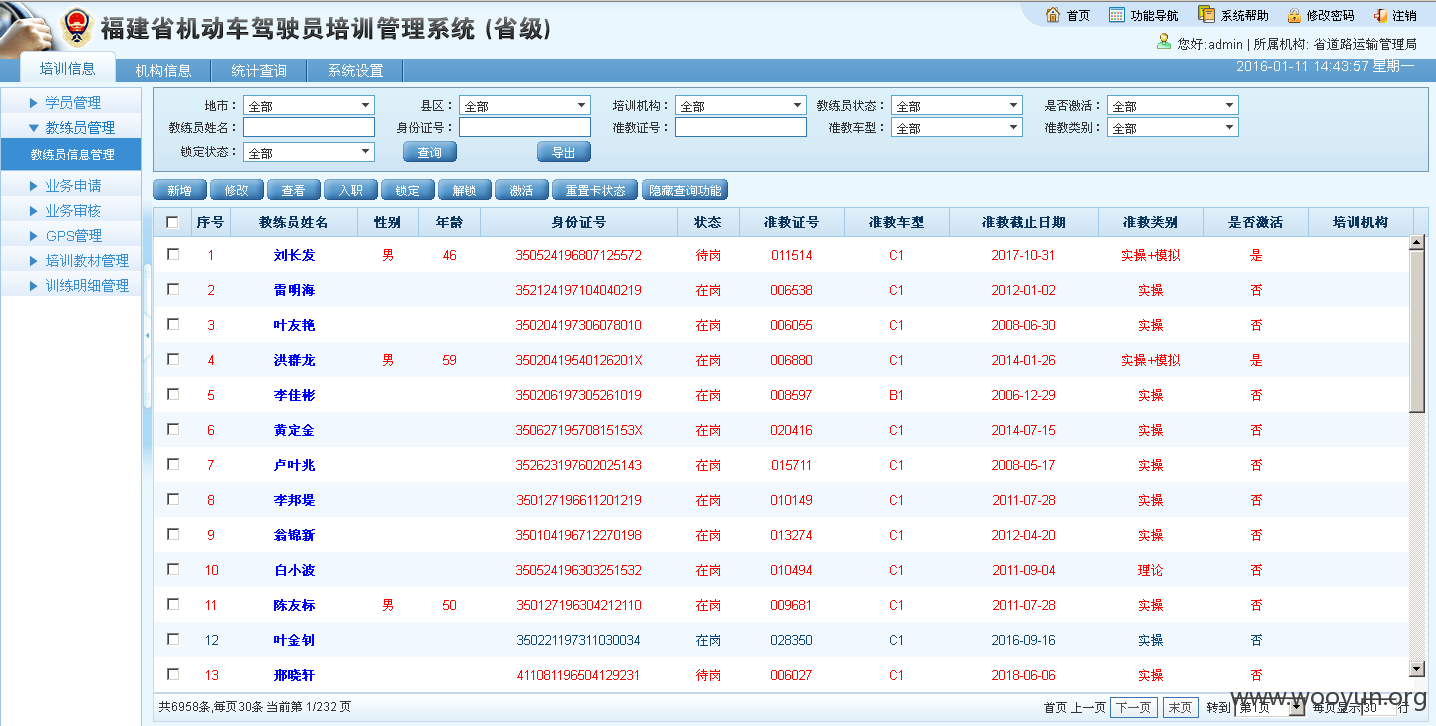 福建省机动车驾驶员培训管理系统 (省级)
首页 功能导航 系统帮助 修改密码 注销
您好:admin | 所属机构: 省道路运输管理局
培训信息 机构信息 统计查询 系统设置 2016-01-11 14:43:57 星期一
学员管理
教练员管理
教练员信息管理
业务申请
业务审核
GPS管理
培训教材管理
训练明细管理
地市： 全部 县区： 全部 培训机构： 全部 教练员状态： 全部 是否激活： 全部
教练员姓名： 身份证号： 准教证号： 准教车型： 全部 准教类别： 全部
锁定状态： 全部 查询 导出
新增 修改 查看 入职 锁定 解锁 激活 重置卡状态 隐藏查询功能
序号 教练员姓名 性别 年龄 身份证号 状态 准教证号 准教车型 准教截止日期 准教类别 是否激活 培训机构
1 刘长发 男 46 350524196807125572 待岗 011514 C1 2017-10-31 实操+模拟 是
2 雷明海 352124197104040219 在岗 006538 C1 2012-01-02 实操 否
3 叶友艳 350204197306078010 在岗 006055 C1 2008-06-30 实操 否
4 洪群龙 男 59 35020419540126201X 在岗 006880 C1 2014-01-26 实操+模拟 是
5 李佳彬 350206197305261019 在岗 008597 B1 2006-12-29 实操 否
6 黄定金 35062719570815153X 在岗 020416 C1 2014-07-15 实操 否
7 卢叶兆 352623197602025143 在岗 015711 C1 2008-05-17 实操 否
8 李邦堤 350127196611201219 在岗 010149 C1 2011-07-28 实操 否
9 翁锦新 350104196712270198 在岗 013274 C1 2012-04-20 实操 否
10 白小波 350524196303251532 在岗 010494 C1 2011-09-04 理论 否
11 陈友标 男 50 350127196304212110 在岗 009681 C1 2011-07-28 实操 否
12 叶金钊 350221197311030034 在岗 028350 C1 2016-09-16 实操 否
13 邢晓轩 411081196504129231 待岗 006027 C1 2018-06-06 实操 否
共6958条,每页30条 当前第 1/232 页 首页 上一页 下一页 末页 转到 第1页 每页显示 30 行
www.wooyun.org